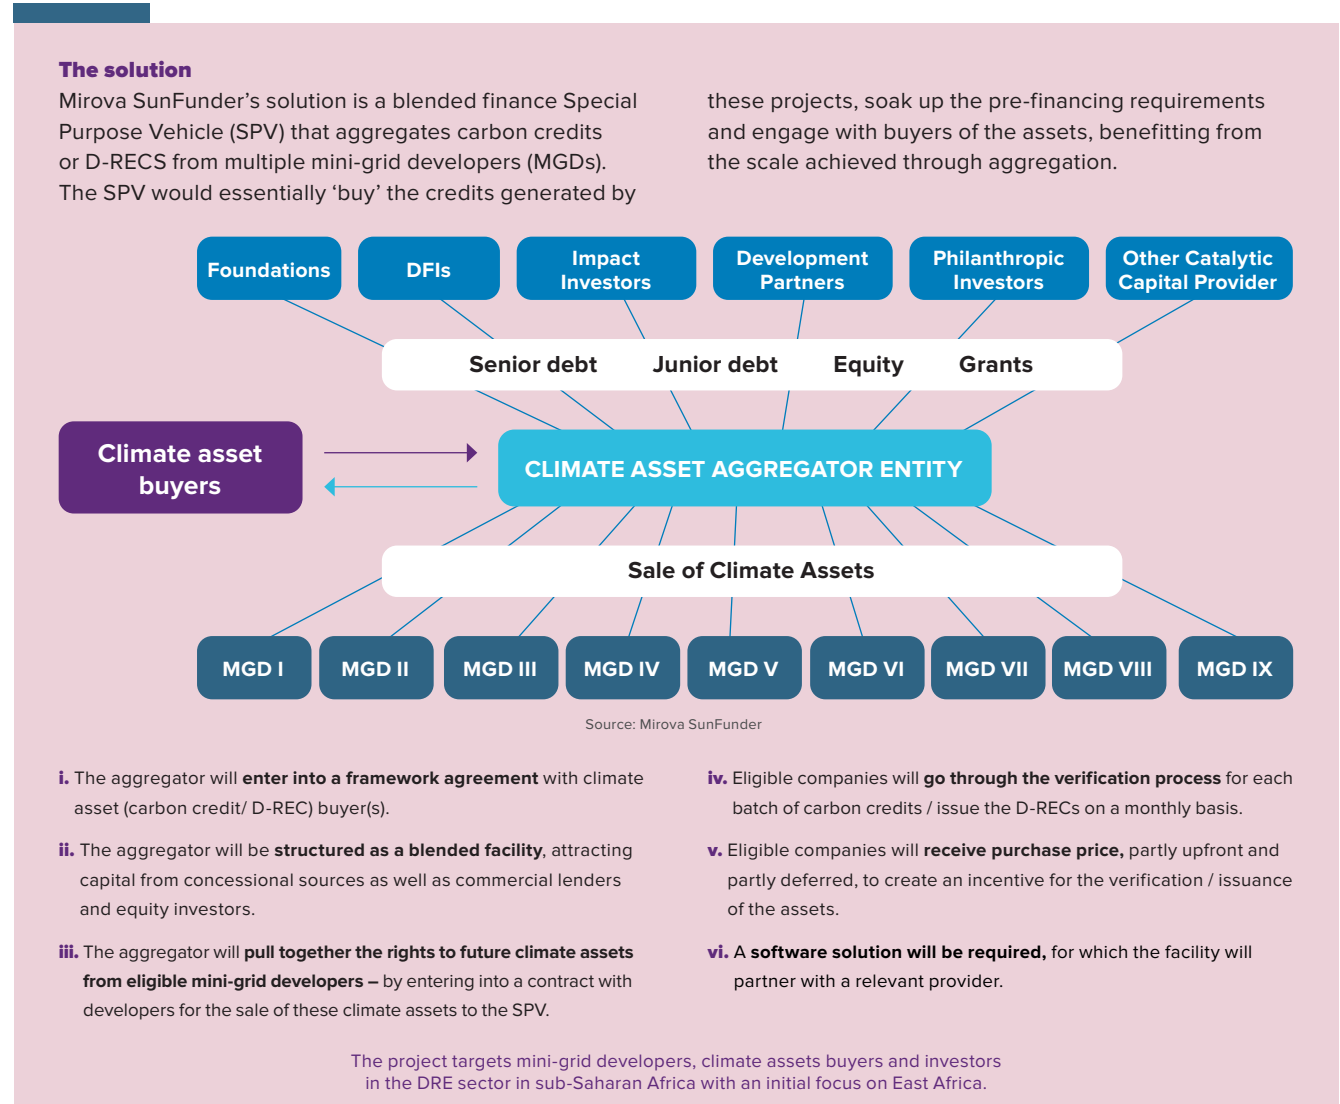 The solution
Mirova SunFunder’s solution is a blended finance Special
Purpose Vehicle (SPV) that aggregates carbon credits
or D-RECS from multiple mini-grid developers (MGDs).
The SPV would essentially ‘buy’ the credits generated by
these projects, soak up the pre-financing requirements
and engage with buyers of the assets, benefitting from
the scale achieved through aggregation.
Foundations
DFIs
Impact
Investors
Development
Partners
Philanthropic
Investors
Other Catalytic
Capital Provider
Senior debt Junior debt Equity Grants
Climate asset
buyers
CLIMATE ASSET AGGREGATOR ENTITY
Sale of Climate Assets
MGD I
MGD II
MGD III
MGD IV
MGD V
MGD VI
MGD VII
MGD VIII
MGD IX
Source: Mirova SunFunder
i. The aggregator will enter into a framework agreement with climate
asset (carbon credit/ D-REC) buyer(s).
ii. The aggregator will be structured as a blended facility, attracting
capital from concessional sources as well as commercial lenders
and equity investors.
iii. The aggregator will pull together the rights to future climate assets
from eligible mini-grid developers – by entering into a contract with
developers for the sale of these climate assets to the SPV.
iv. Eligible companies will go through the verification process for each
batch of carbon credits / issue the D-RECs on a monthly basis.
v. Eligible companies will receive purchase price, partly upfront and
partly deferred, to create an incentive for the verification / issuance
of the assets.
vi. A software solution will be required, for which the facility will
partner with a relevant provider.
The project targets mini-grid developers, climate assets buyers and investors
in the DRE sector in sub-Saharan Africa with an initial focus on East Africa.